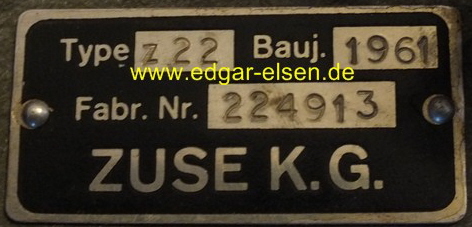 Type z 22 Bauj. 1961
www.edgar-elsen.de
Fabr. Nr. 224913
ZUSE K.G.